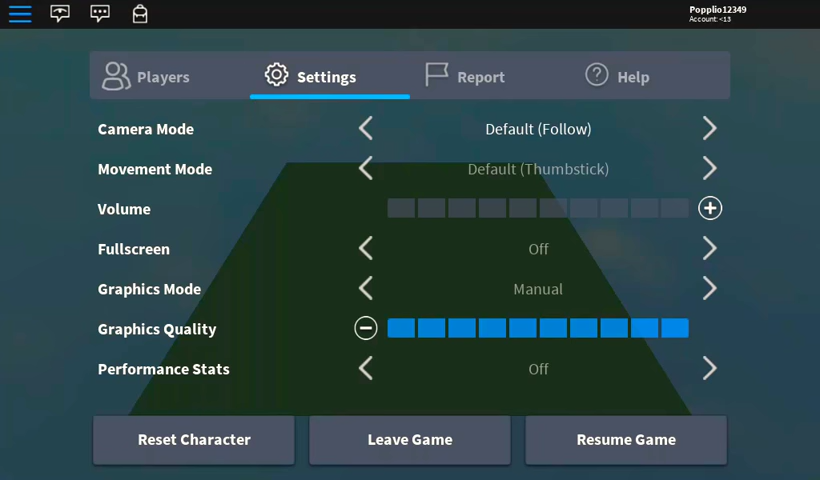 Popplio12349
Account: <13
Players
Settings
Report
Help
Camera Mode
Default (Follow)
Movement Mode
Default (Thumbstick)
Volume
Fullscreen
Off
Graphics Mode
Manual
Graphics Quality
Performance Stats
Off
Reset Character
Leave Game
Resume Game